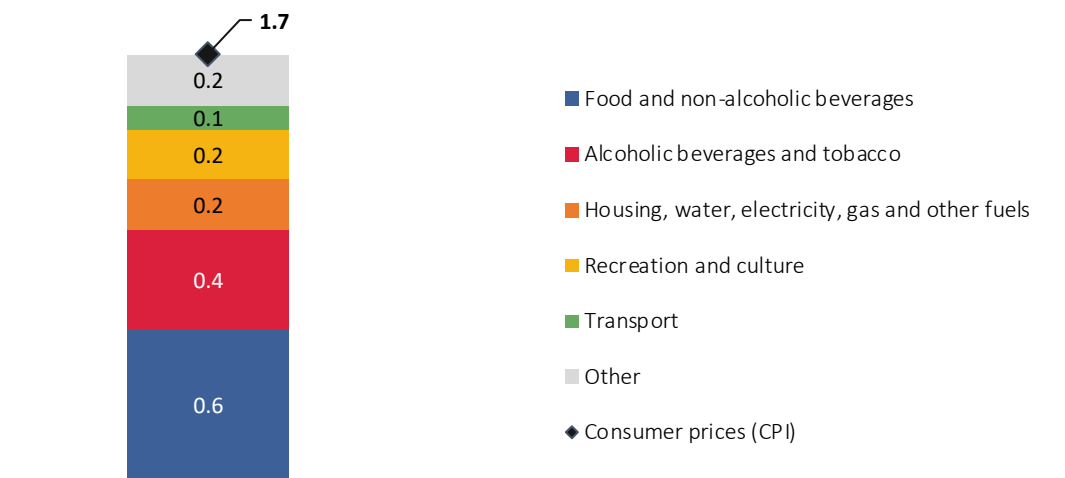 1.7
0.2
0.1
0.2
0.2
0.4
0.6
Food and non-alcoholic beverages
Alcoholic beverages and tobacco
Housing, water, electricity, gas and other fuels
Recreation and culture
Transport
Other
Consumer prices (CPI)